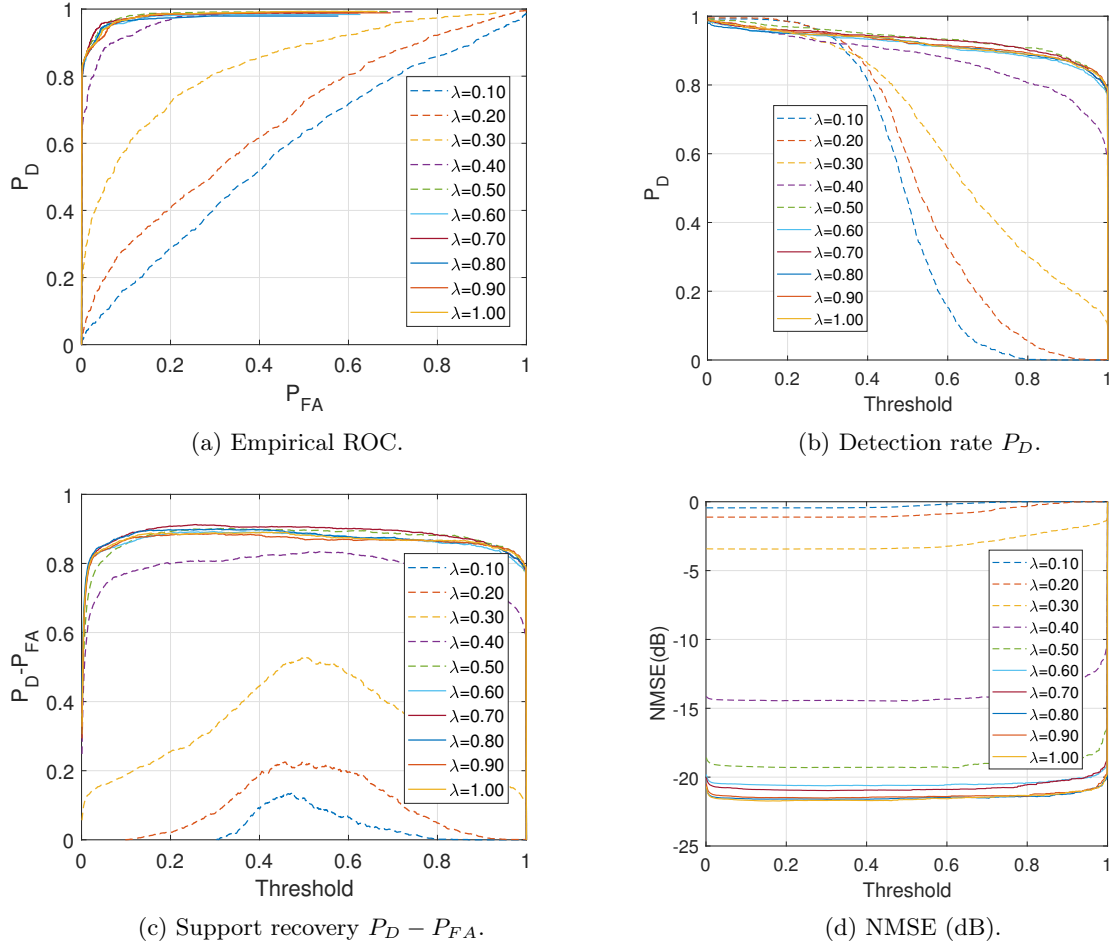 1
0.8
0.6
0.4
0.2
0
P_D
0 0.2 0.4 0.6 0.8 1
P_FA
λ=0.10
λ=0.20
λ=0.30
λ=0.40
λ=0.50
λ=0.60
λ=0.70
λ=0.80
λ=0.90
λ=1.00
(a) Empirical ROC.
1
0.8
0.6
0.4
0.2
0
P_D
0 0.2 0.4 0.6 0.8 1
Threshold
λ=0.10
λ=0.20
λ=0.30
λ=0.40
λ=0.50
λ=0.60
λ=0.70
λ=0.80
λ=0.90
λ=1.00
(b) Detection rate P_D.
1
0.8
0.6
0.4
0.2
0
P_D-P_FA
0 0.2 0.4 0.6 0.8 1
Threshold
λ=0.10
λ=0.20
λ=0.30
λ=0.40
λ=0.50
λ=0.60
λ=0.70
λ=0.80
λ=0.90
λ=1.00
(c) Support recovery P_D − P_FA.
0
-5
-10
-15
-20
-25
NMSE(dB)
0 0.2 0.4 0.6 0.8 1
Threshold
λ=0.10
λ=0.20
λ=0.30
λ=0.40
λ=0.50
λ=0.60
λ=0.70
λ=0.80
λ=0.90
λ=1.00
(d) NMSE (dB).